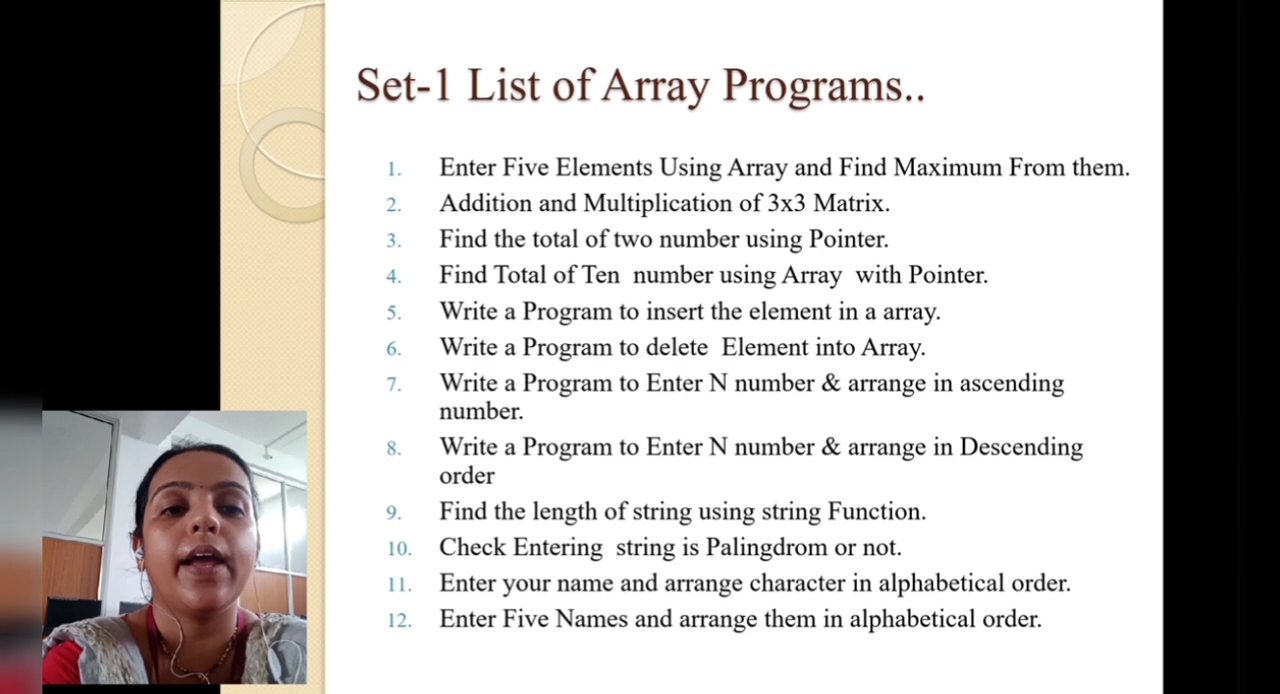 Set-1 List of Array Programs..
1. Enter Five Elements Using Array and Find Maximum From them.
2. Addition and Multiplication of 3x3 Matrix.
3. Find the total of two number using Pointer.
4. Find Total of Ten number using Array with Pointer.
5. Write a Program to insert the element in a array.
6. Write a Program to delete Element into Array.
7. Write a Program to Enter N number & arrange in ascending
number.
8. Write a Program to Enter N number & arrange in Descending
order
9. Find the length of string using string Function.
10. Check Entering string is Palingdrom or not.
11. Enter your name and arrange character in alphabetical order.
12. Enter Five Names and arrange them in alphabetical order.